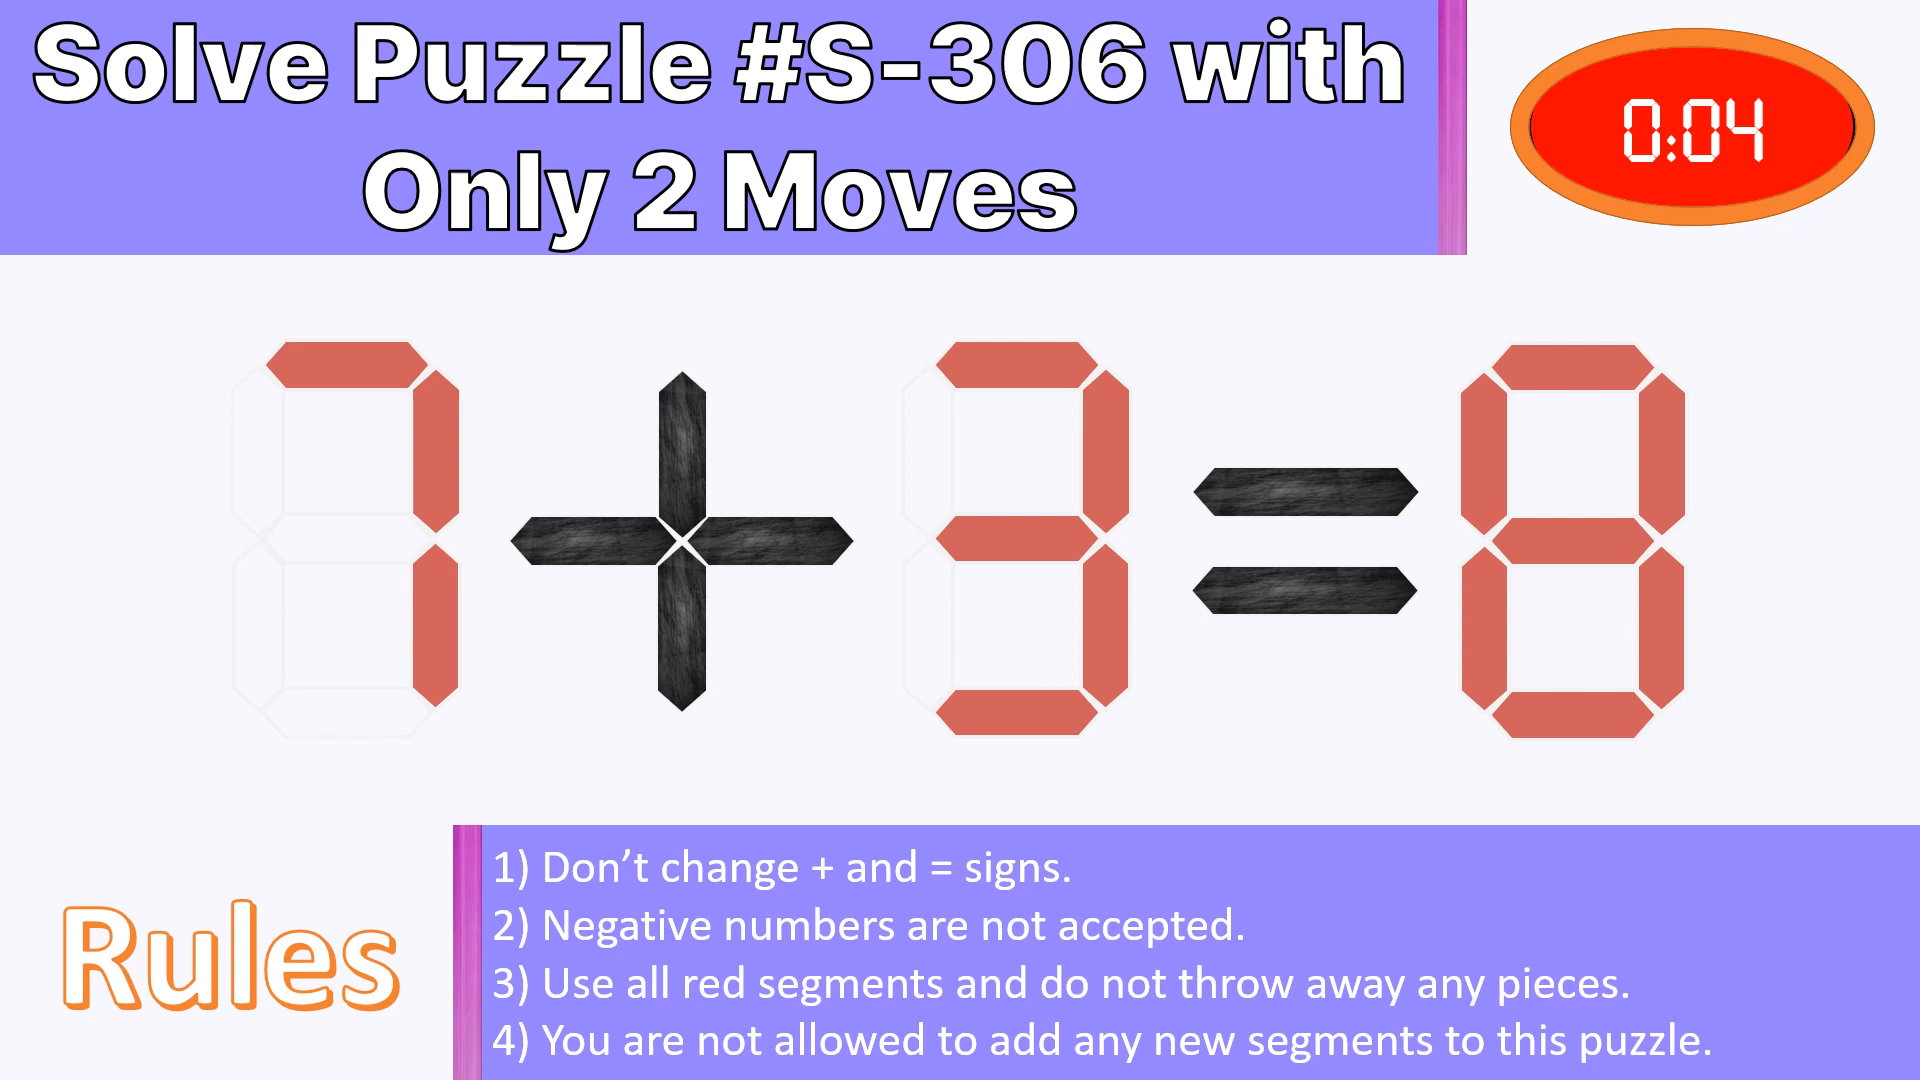 Solve Puzzle #S-306 with
Only 2 Moves
0:04
7 + 3 = 8
Rules
1) Don’t change + and = signs.
2) Negative numbers are not accepted.
3) Use all red segments and do not throw away any pieces.
4) You are not allowed to add any new segments to this puzzle.